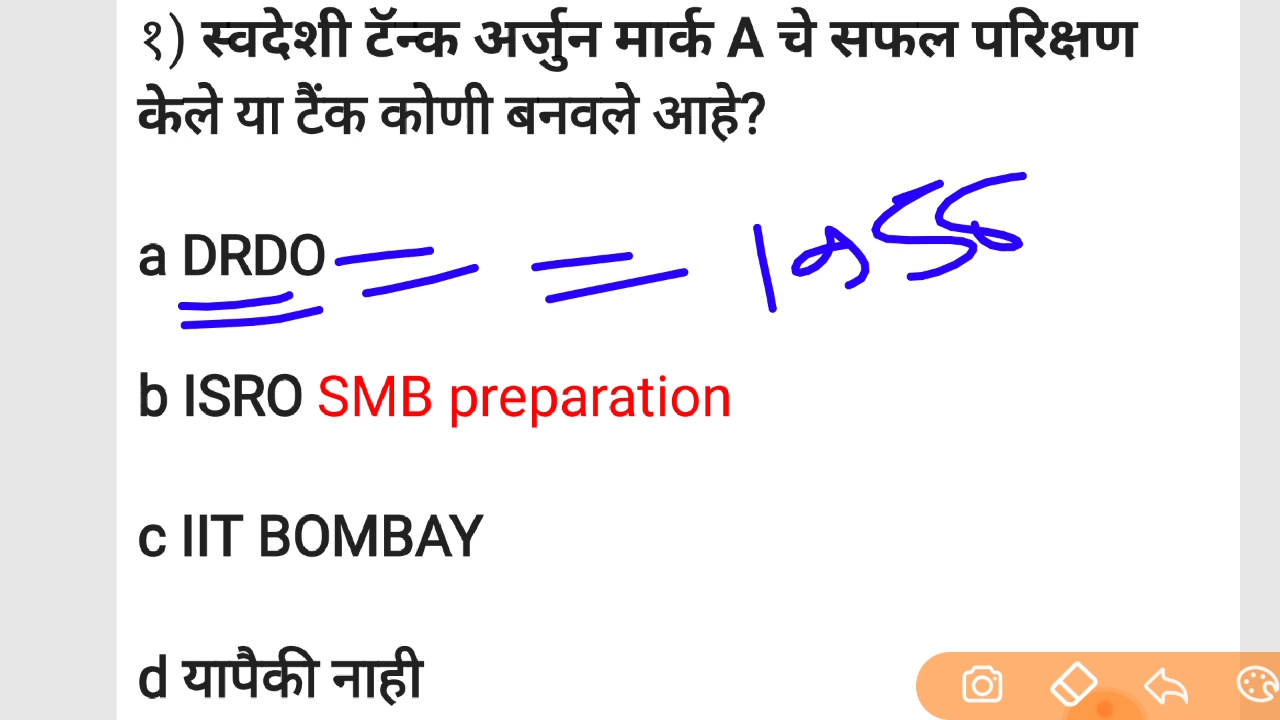 १) स्वदेशी टॅन्क अर्जुन मार्क A चे सफल परिक्षण
केले या टैंक कोणी बनवले आहे?
a DRDO
b ISRO SMB preparation
c IIT BOMBAY
d यापैकी नाही